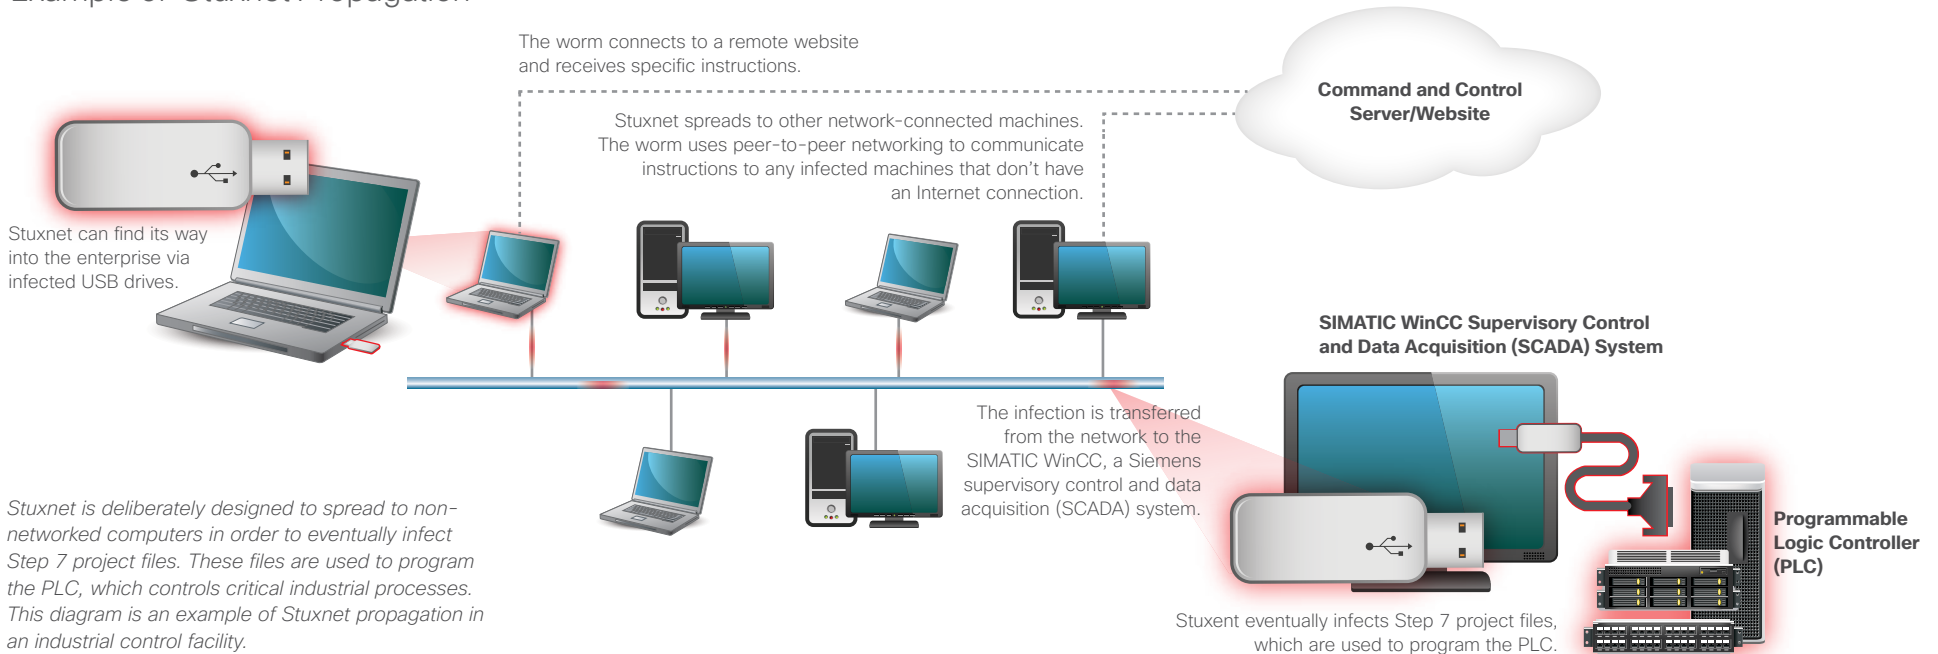 Example of Stuxnet Propagation
The worm connects to a remote website
and receives specific instructions.
Command and Control
Server/Website
Stuxnet spreads to other network-connected machines.
The worm uses peer-to-peer networking to communicate
instructions to any infected machines that don’t have
an Internet connection.
Stuxnet can find its way
into the enterprise via
infected USB drives.
SIMATIC WinCC Supervisory Control
and Data Acquisition (SCADA) System
The infection is transferred
from the network to the
SIMATIC WinCC, a Siemens
supervisory control and data
acquisition (SCADA) system.
Programmable
Logic Controller
(PLC)
Stuxnet is deliberately designed to spread to non-
networked computers in order to eventually infect
Step 7 project files. These files are used to program
the PLC, which controls critical industrial processes.
This diagram is an example of Stuxnet propagation in
an industrial control facility.
Stuxent eventually infects Step 7 project files,
which are used to program the PLC.